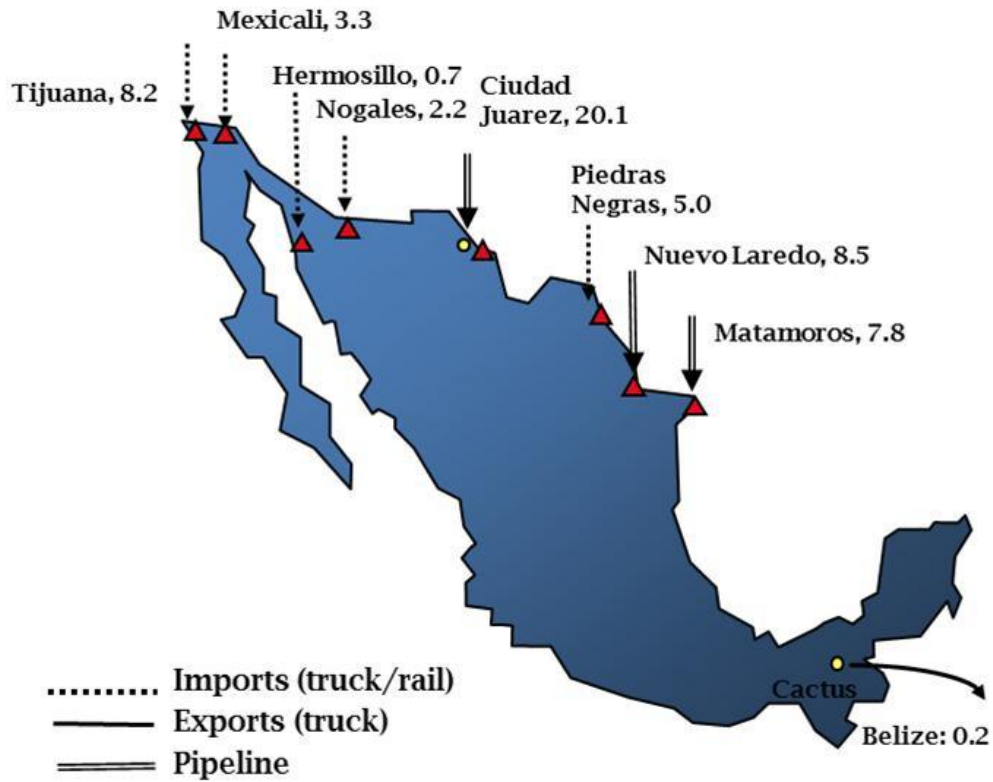 Mexicali, 3.3
Tijuana, 8.2
Hermosillo, 0.7
Nogales, 2.2
Ciudad
Juarez, 20.1
Piedras
Negras, 5.0
Nuevo Laredo, 8.5
Matamoros, 7.8
Cactus
Belize: 0.2
Imports (truck/rail)
Exports (truck)
Pipeline